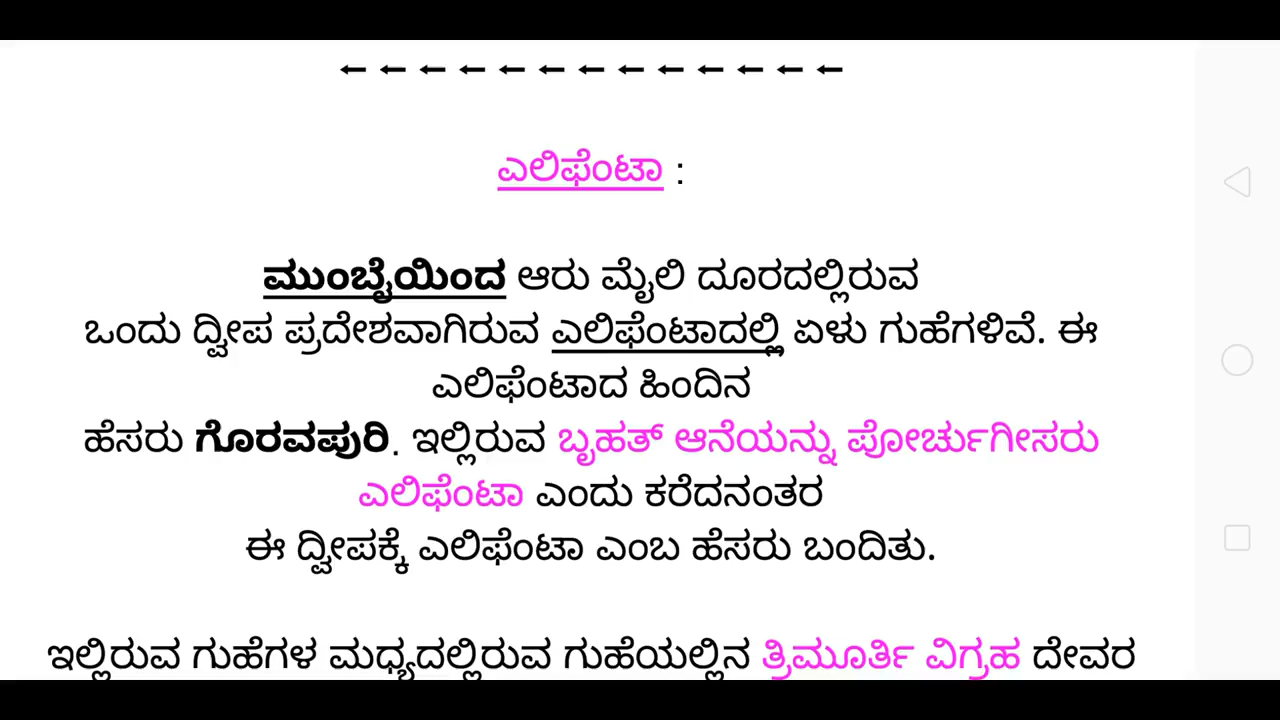 ← ← ← ← ← ← ← ← ← ← ← ← ←
ಎಲಿಫೆಂಟಾ :
ಮುಂಬೈಯಿಂದ ಆರು ಮೈಲಿ ದೂರದಲ್ಲಿರುವ
ಒಂದು ದ್ವೀಪ ಪ್ರದೇಶವಾಗಿರುವ ಎಲಿಫೆಂಟಾದಲ್ಲಿ ಏಳು ಗುಹೆಗಳಿವೆ. ಈ
ಎಲಿಫೆಂಟಾದ ಹಿಂದಿನ
ಹೆಸರು ಗೊರವಪುರಿ. ಇಲ್ಲಿರುವ ಬೃಹತ್ ಆನೆಯನ್ನು ಪೋರ್ಚುಗೀಸರು
ಎಲಿಫೆಂಟಾ ಎಂದು ಕರೆದನಂತರ
ಈ ದ್ವೀಪಕ್ಕೆ ಎಲಿಫೆಂಟಾ ಎಂಬ ಹೆಸರು ಬಂದಿತು.
ಇಲ್ಲಿರುವ ಗುಹೆಗಳ ಮಧ್ಯದಲ್ಲಿರುವ ಗುಹೆಯಲ್ಲಿನ ತ್ರಿಮೂರ್ತಿ ವಿಗ್ರಹ ದೇವರ